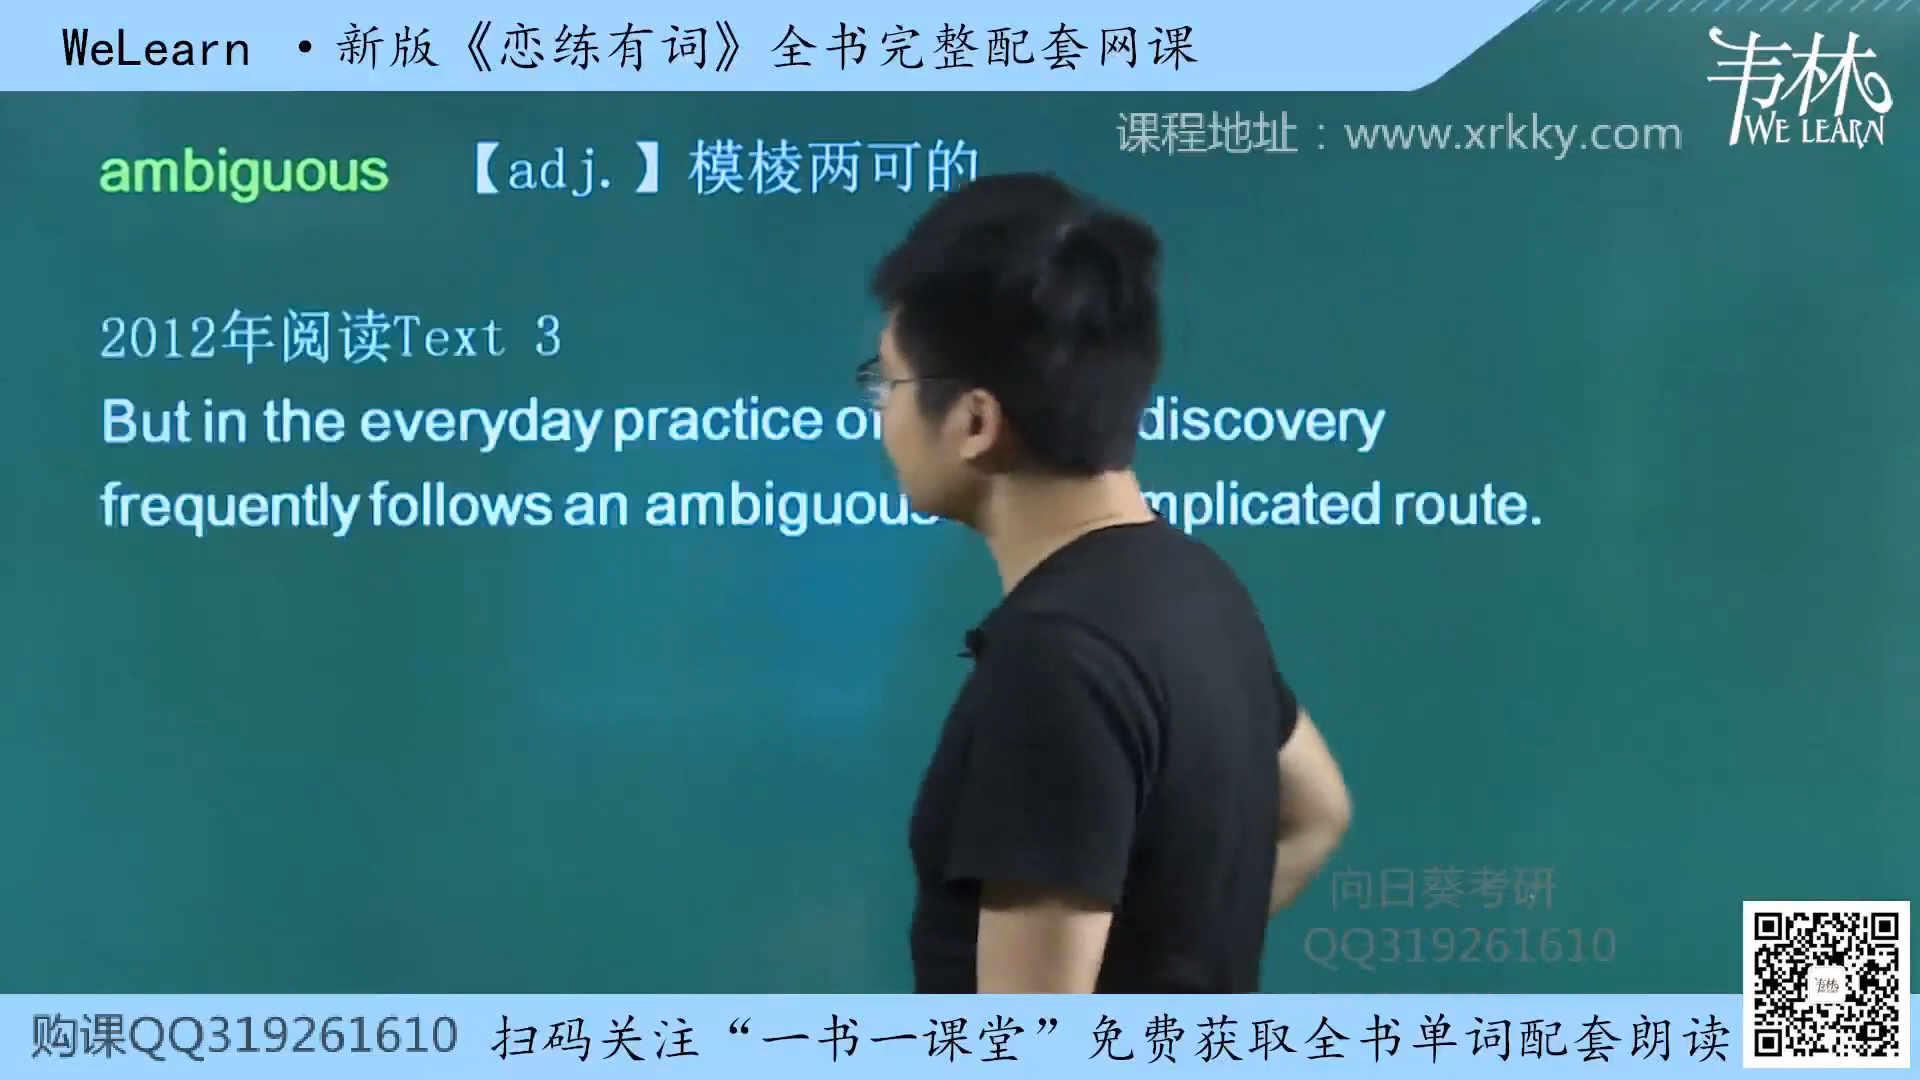 WeLearn ·新版《恋练有词》全书完整配套网课
韦林
WE LEARN
课程地址：www.xrkky.com
ambiguous 【adj.】模棱两可的
2012年阅读Text 3
But in the everyday practice of discovery
frequently follows an ambiguous mplicated route.
向日葵考研
QQ319261610
购课QQ319261610 扫码关注“一书一课堂”免费获取全书单词配套朗读